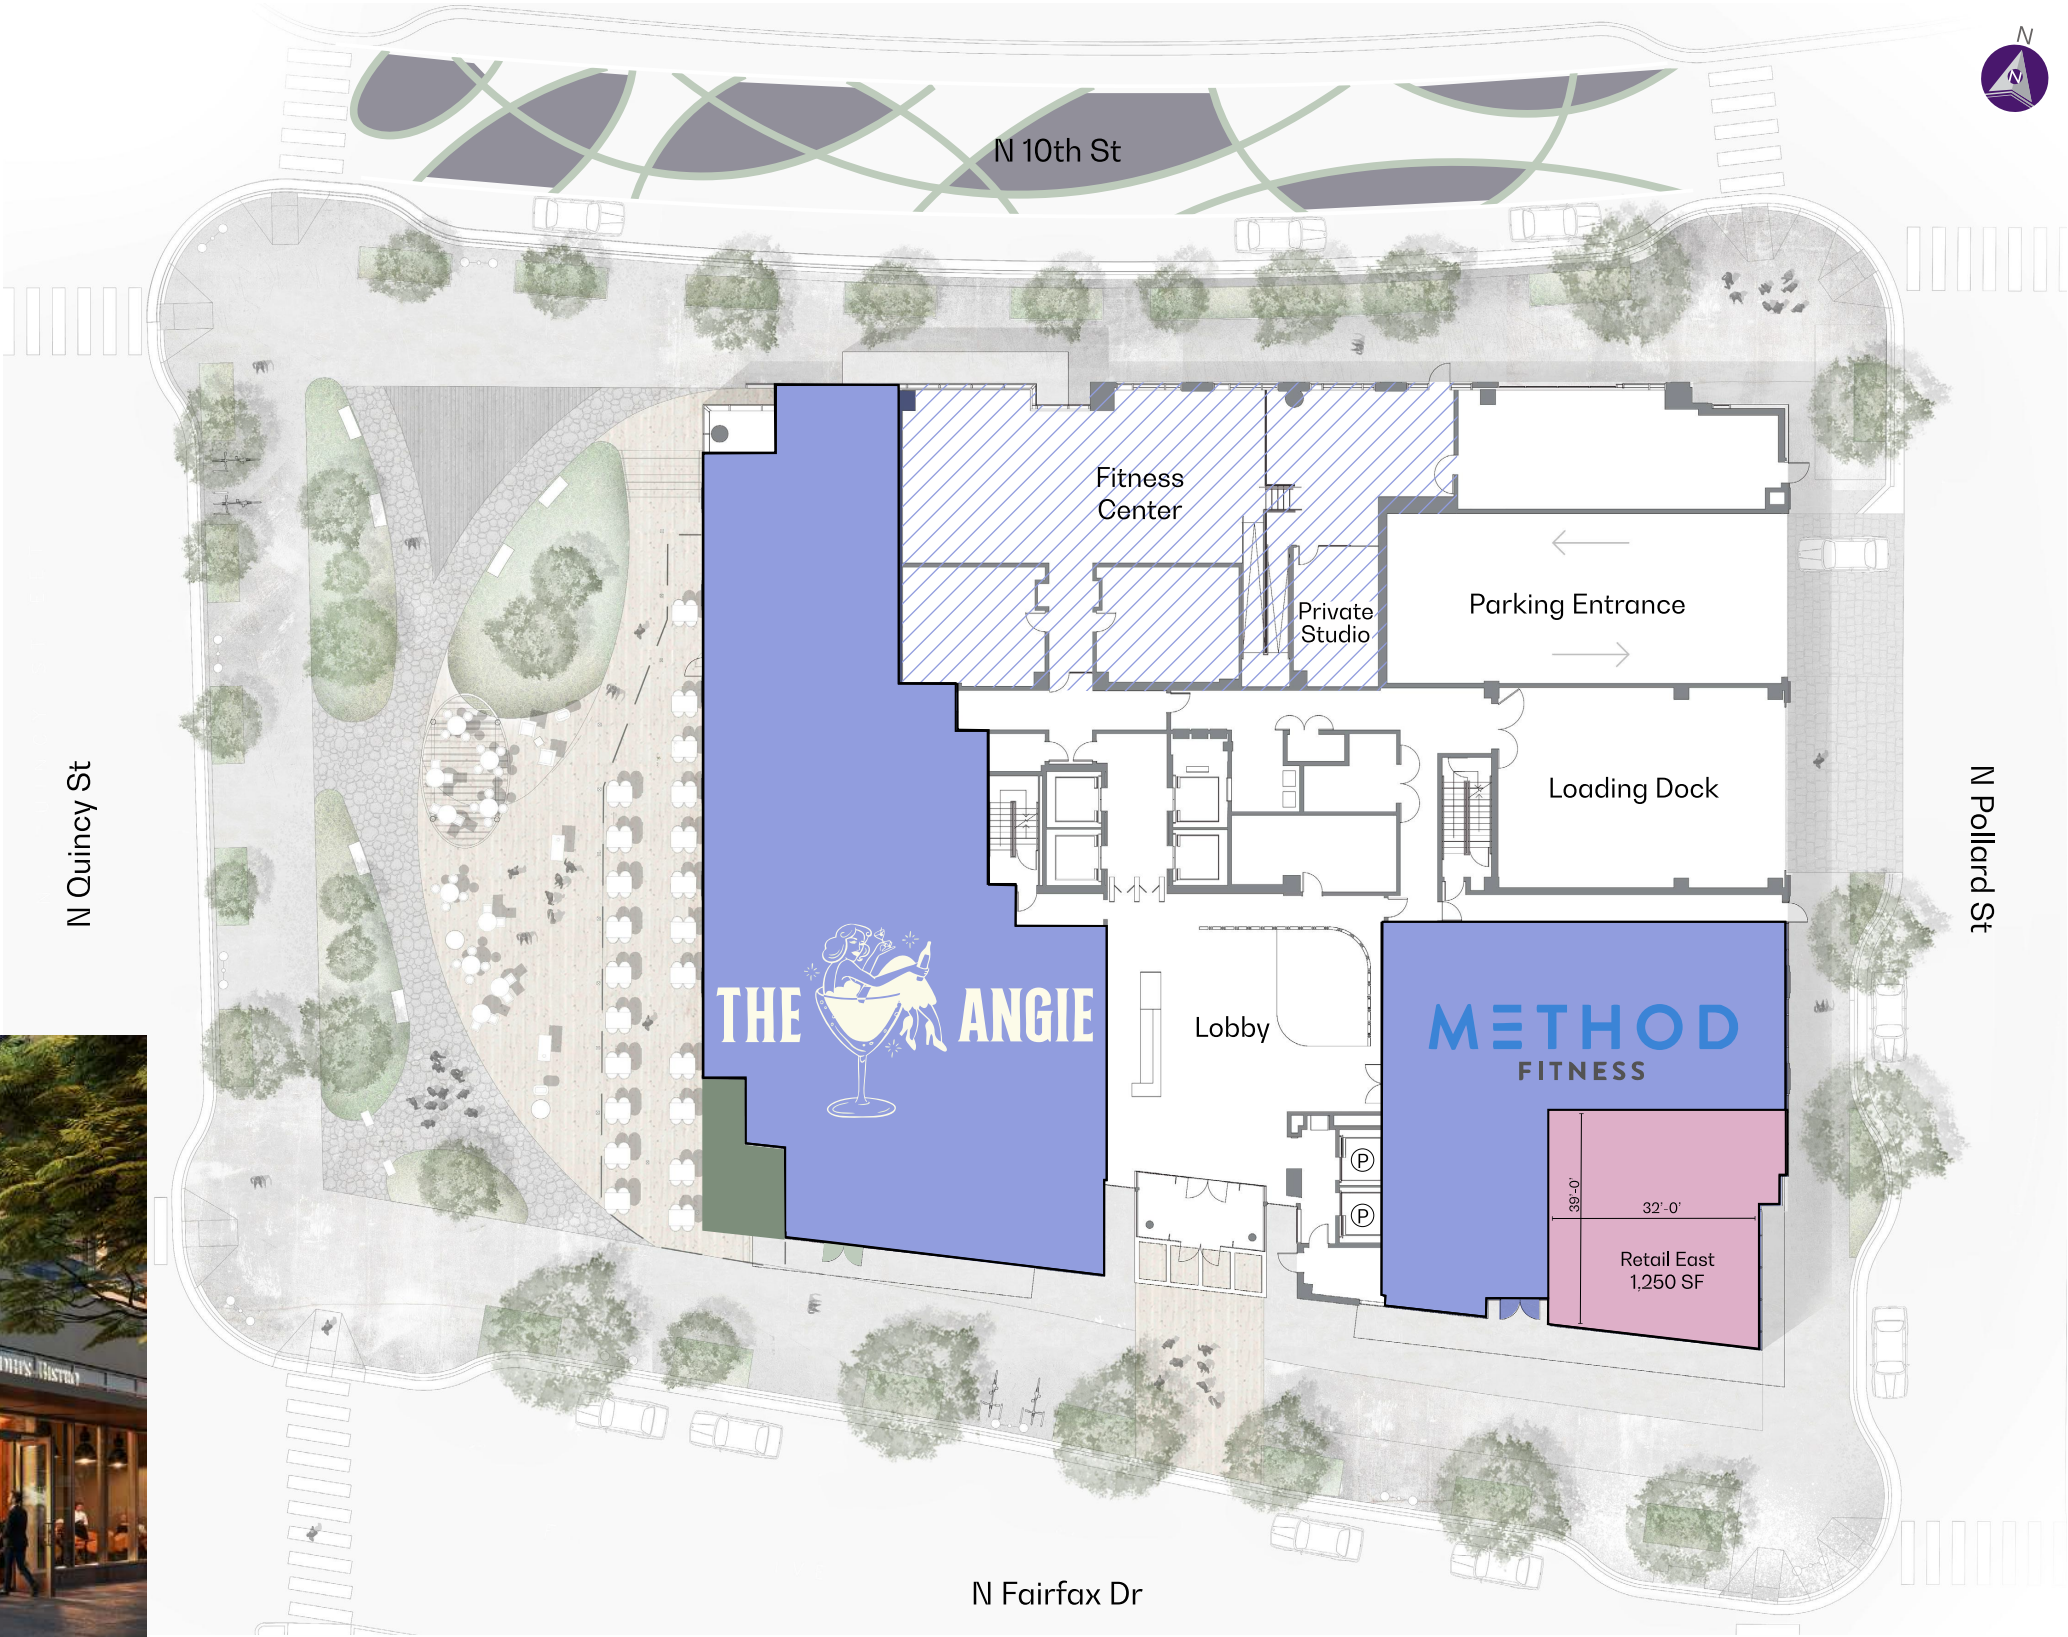 N
N
N 10th St
Fitness
Center
Private
Studio
Parking Entrance
Loading Dock
N Quincy St
N Pollard St
THE ANGIE
Lobby
METHOD
FITNESS
P
P
39'-0'
32'-0'
Retail East
1,250 SF
BISTRO
N Fairfax Dr